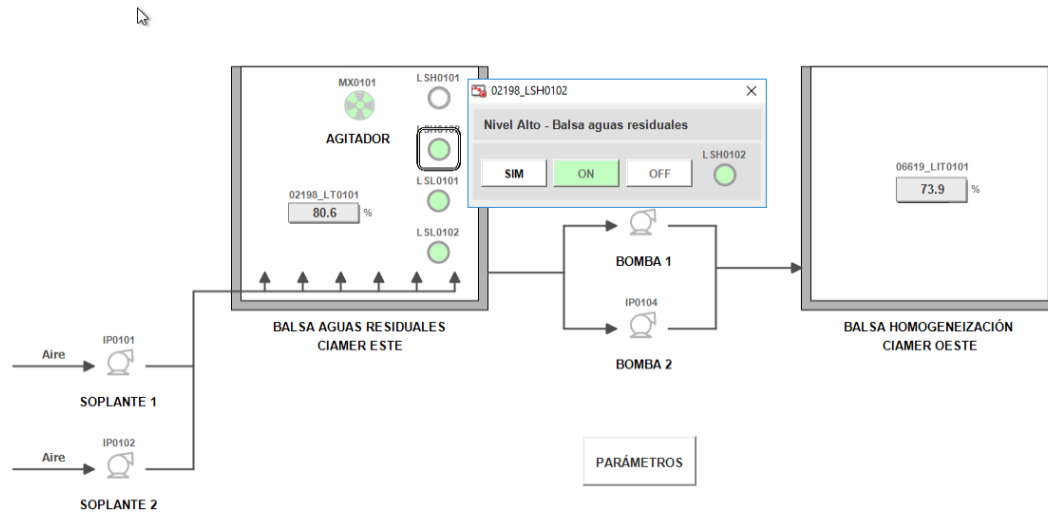 MX0101
AGITADOR
LSH0101
LSH0102
02198_LT0101
80.6 %
LSL0101
LSL0102
02198_LSH0102
Nivel Alto - Balsa aguas residuales
SIM
ON
OFF
LSH0102
06619_LIT0101
73.9 %
BOMBA 1
IP0104
BOMBA 2
BALSA AGUAS RESIDUALES
CIAMER ESTE
BALSA HOMOGENEIZACIÓN
CIAMER OESTE
Aire
IP0101
SOPLANTE 1
Aire
IP0102
SOPLANTE 2
PARÁMETROS